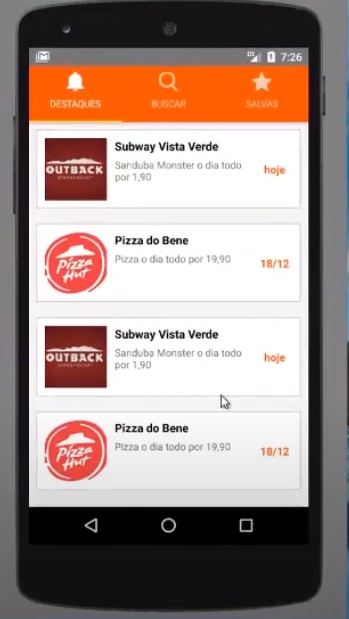 7:26
DESTAQUES BUSCAR SALVAS
OUTBACK
STEAKHOUSE
Subway Vista Verde
Sanduba Monster o dia todo
por 1,90
hoje
Pizza Hut
Pizza do Bene
Pizza o dia todo por 19,90
18/12
OUTBACK
STEAKHOUSE
Subway Vista Verde
Sanduba Monster o dia todo
por 1,90
hoje
Pizza Hut
Pizza do Bene
Pizza o dia todo por 19,90
18/12